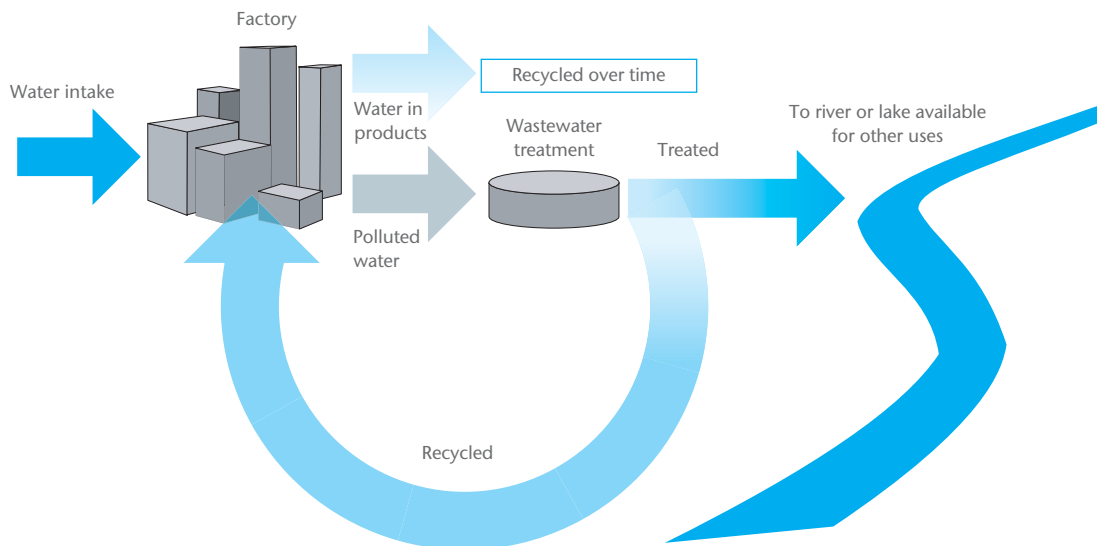 Factory
Water intake
Recycled over time
Water in
products
Wastewater
treatment
Treated
To river or lake available
for other uses
Polluted
water
Recycled